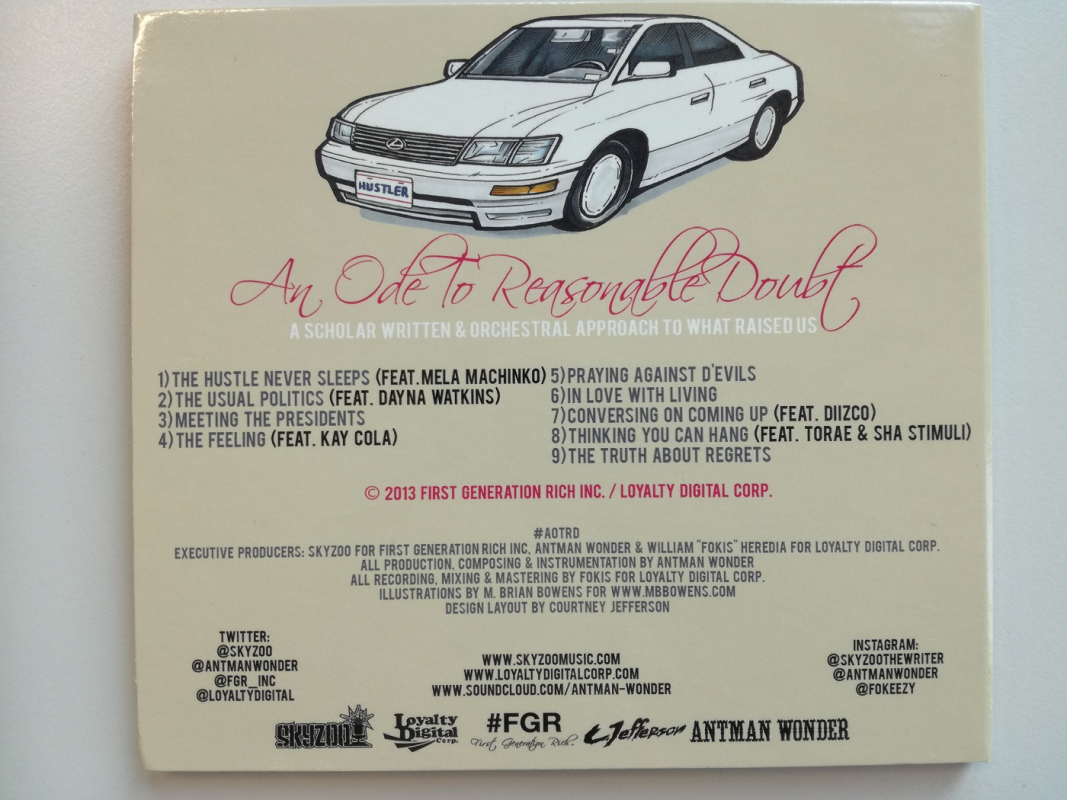 HUSTLER
An Ode To Reasonable Doubt
A SCHOLAR WRITTEN & ORCHESTRAL APPROACH TO WHAT RAISED US
1) THE HUSTLE NEVER SLEEPS (FEAT. MELA MACHINKO)
2) THE USUAL POLITICS (FEAT. DAYNA WATKINS)
3) MEETING THE PRESIDENTS
4) THE FEELING (FEAT. KAY COLA)
5) PRAYING AGAINST D'EVILS
6) IN LOVE WITH LIVING
7) CONVERSING ON COMING UP (FEAT. DIIZCO)
8) THINKING YOU CAN HANG (FEAT. TORAE & SHA STIMULI)
9) THE TRUTH ABOUT REGRETS
© 2013 FIRST GENERATION RICH INC. / LOYALTY DIGITAL CORP.
#AOTRD
EXECUTIVE PRODUCERS: SKYZOO FOR FIRST GENERATION RICH INC, ANTMAN WONDER & WILLIAM "FOKIS" HEREDIA FOR LOYALTY DIGITAL CORP.
ALL PRODUCTION, COMPOSING & INSTRUMENTATION BY ANTMAN WONDER
ALL RECORDING, MIXING & MASTERING BY FOKIS FOR LOYALTY DIGITAL CORP.
ILLUSTRATIONS BY M. BRIAN BOWENS FOR WWW.MBBOWENS.COM
DESIGN LAYOUT BY COURTNEY JEFFERSON
TWITTER:
@SKYZOO
@ANTMANWONDER
@FGR_INC
@LOYALTYDIGITAL
WWW.SKYZOOMUSIC.COM
WWW.LOYALTYDIGITALCORP.COM
WWW.SOUNDCLOUD.COM/ANTMAN-WONDER
INSTAGRAM:
@SKYZOOTHEWRITER
@ANTMANWONDER
@FOKEEZY
SKYZOO
Loyalty
Digital
Corp.
#FGR
First Generation Rich.
C.Jefferson
ANTMAN WONDER